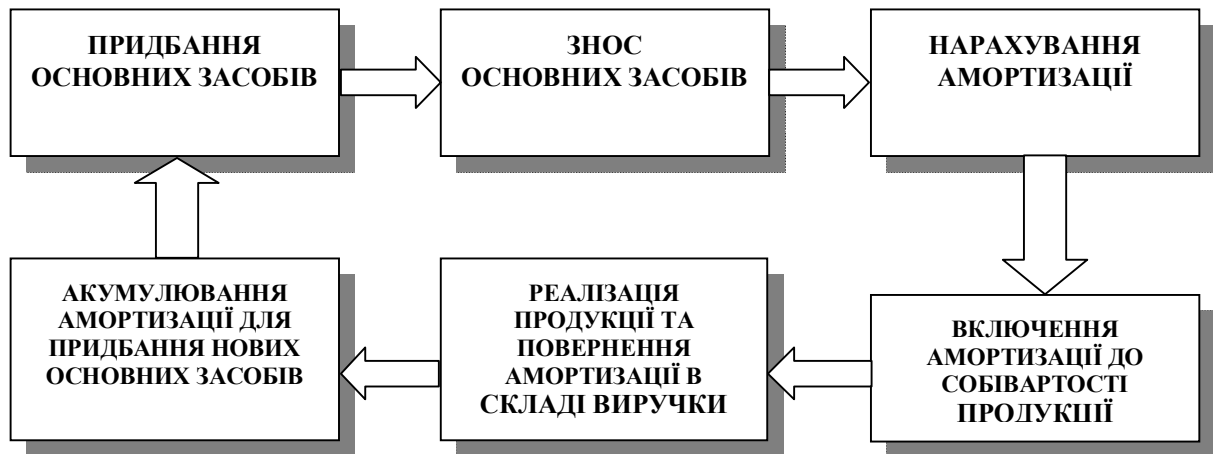 ПРИДБАННЯ
ОСНОВНИХ ЗАСОБІВ
ЗНОС
ОСНОВНИХ ЗАСОБІВ
НАРАХУВАННЯ
АМОРТИЗАЦІЇ
ВКЛЮЧЕННЯ
АМОРТИЗАЦІЇ ДО
СОБІВАРТОСТІ
ПРОДУКЦІЇ
РЕАЛІЗАЦІЯ
ПРОДУКЦІЇ ТА
ПОВЕРНЕННЯ
АМОРТИЗАЦІЇ В
СКЛАДІ ВИРУЧКИ
АКУМУЛЮВАННЯ
АМОРТИЗАЦІЇ ДЛЯ
ПРИДБАННЯ НОВИХ
ОСНОВНИХ ЗАСОБІВ